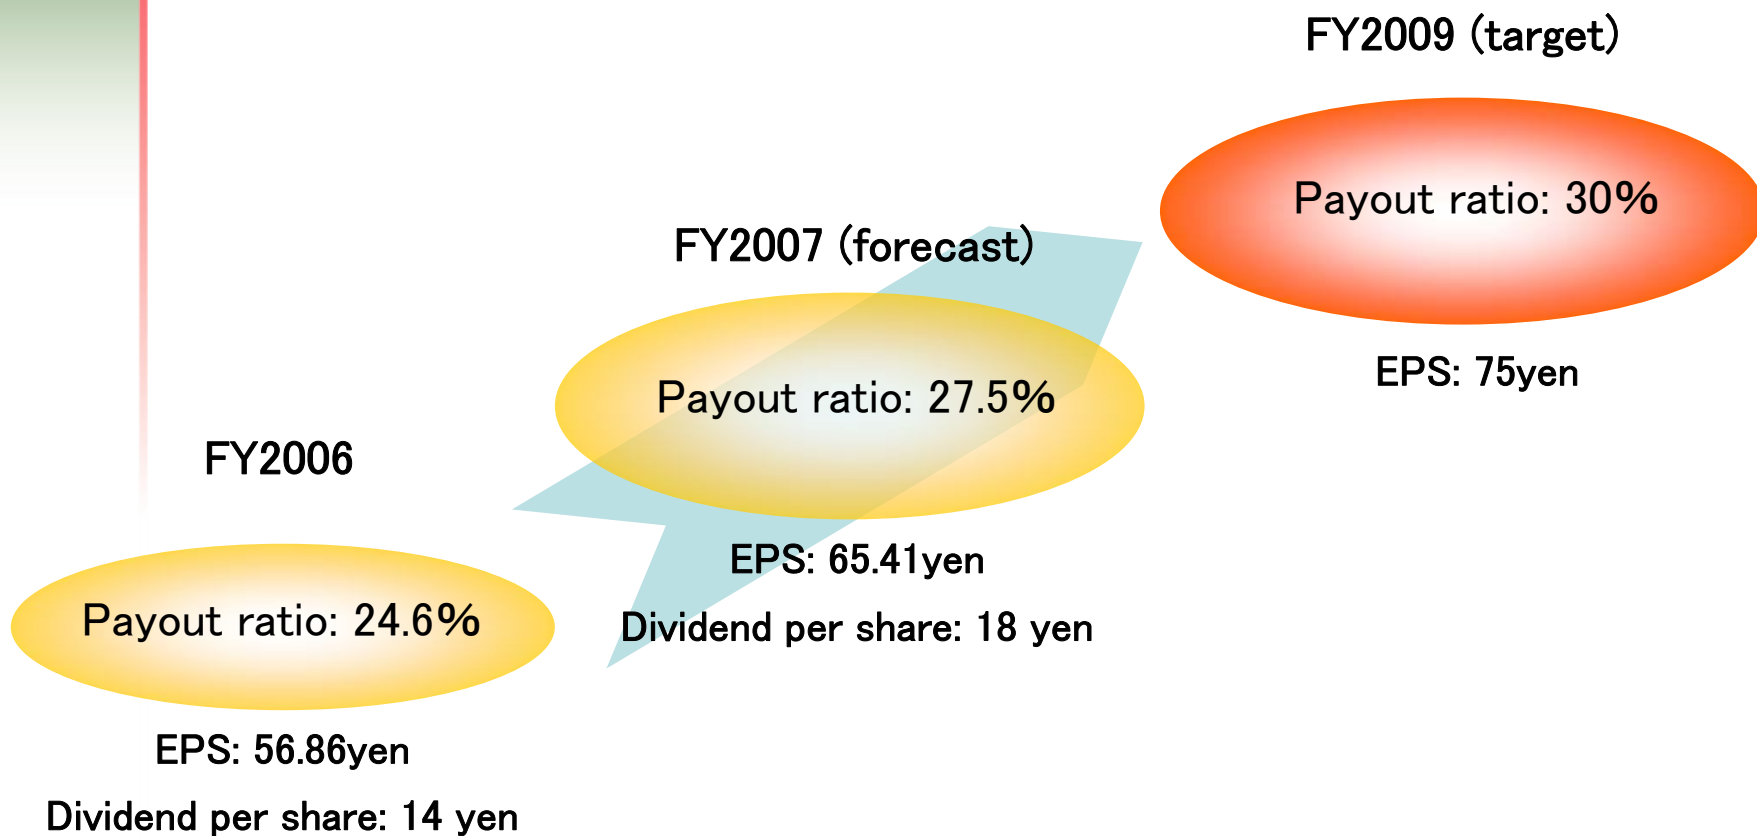 FY2009 (target)
Payout ratio: 30%
EPS: 75yen
FY2007 (forecast)
Payout ratio: 27.5%
EPS: 65.41yen
Dividend per share: 18 yen
FY2006
Payout ratio: 24.6%
EPS: 56.86yen
Dividend per share: 14 yen